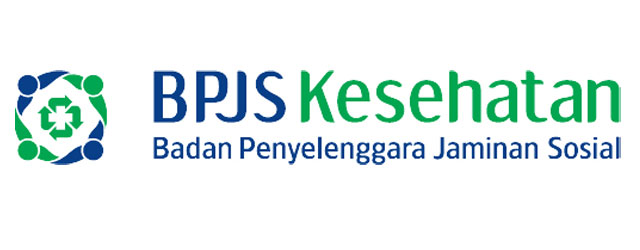 BPJS Kesehatan
Badan Penyelenggara Jaminan Sosial